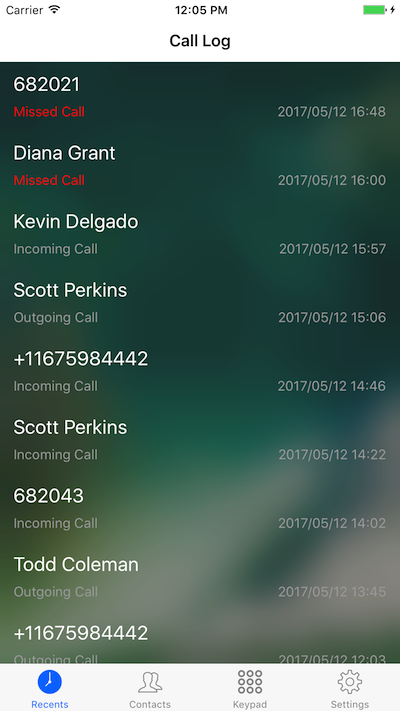 Carrier 12:05 PM
Call Log
682021
Missed Call 2017/05/12 16:48
Diana Grant
Missed Call 2017/05/12 16:00
Kevin Delgado
Incoming Call 2017/05/12 15:57
Scott Perkins
Outgoing Call 2017/05/12 15:06
+11675984442
Incoming Call 2017/05/12 14:46
Scott Perkins
Incoming Call 2017/05/12 14:22
682043
Incoming Call 2017/05/12 14:02
Todd Coleman
Outgoing Call 2017/05/12 13:45
+11675984442
Outgoing Call 2017/05/12 12:03
Recents Contacts Keypad Settings